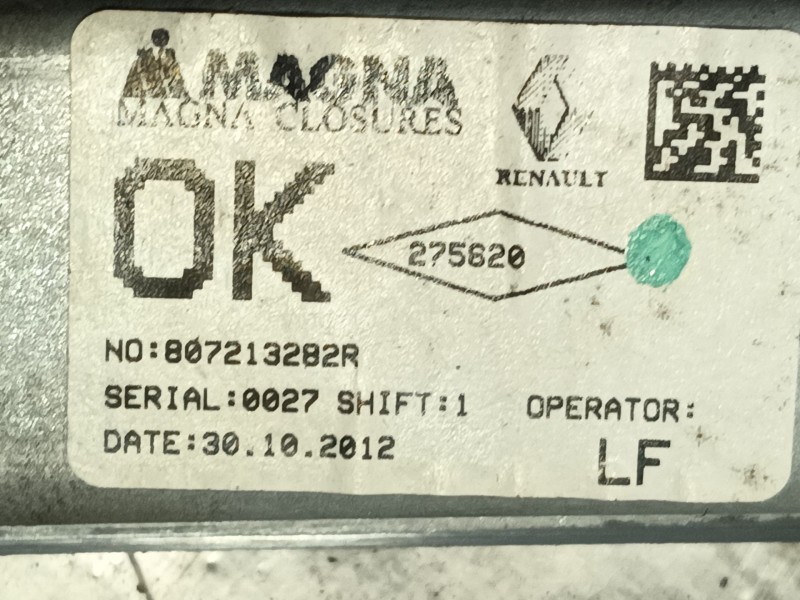 MAGNA
MAGNA CLOSURES
RENAULT
OK
275620
NO:807213282R
SERIAL:0027 SHIFT:1 OPERATOR:
DATE:30.10.2012 LF